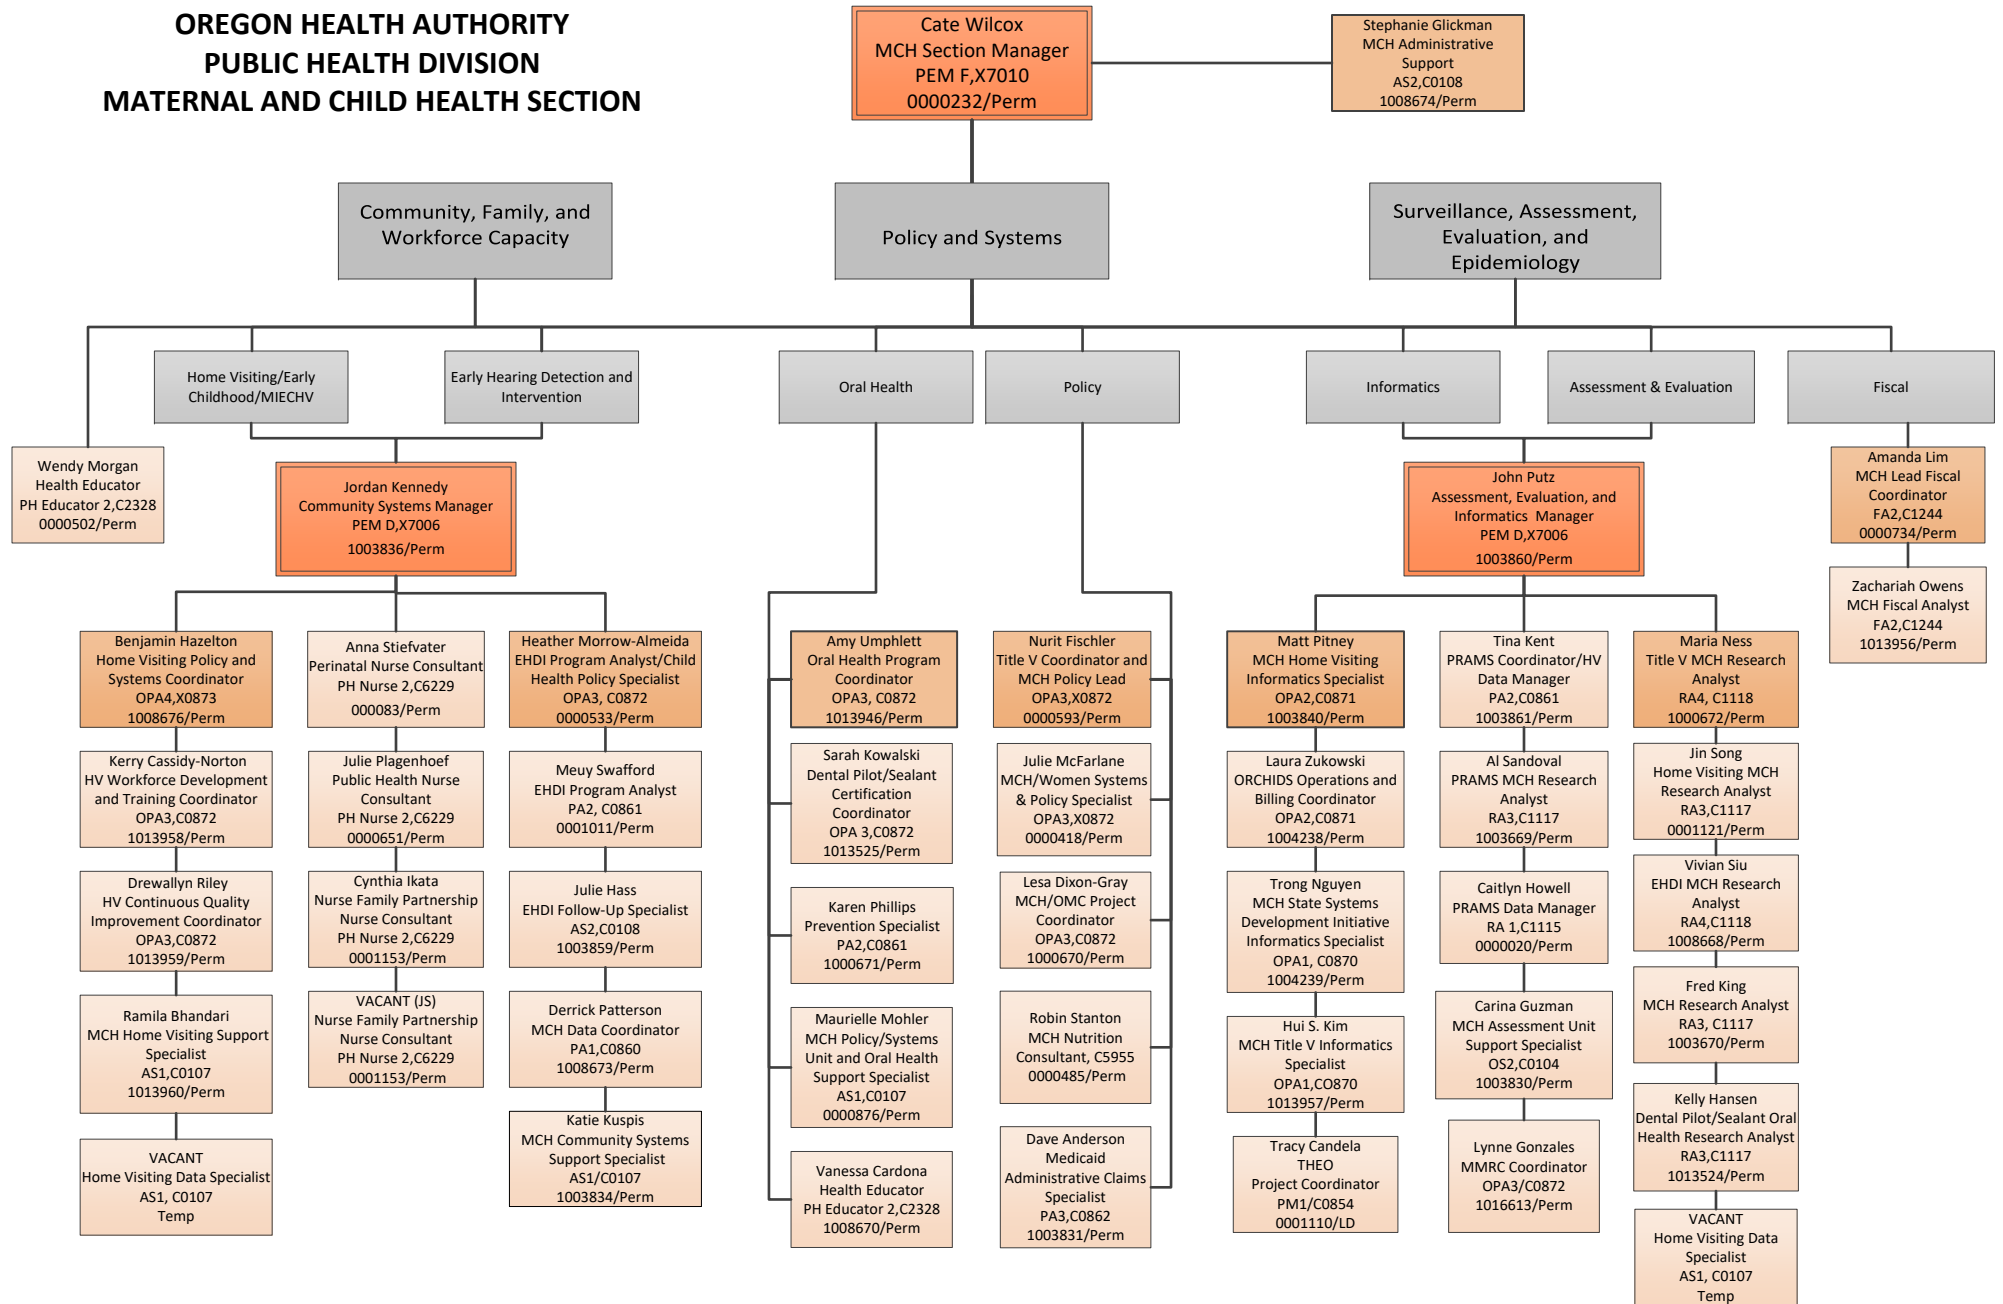 OREGON HEALTH AUTHORITY
PUBLIC HEALTH DIVISION
MATERNAL AND CHILD HEALTH SECTION
Cate Wilcox
MCH Section Manager
PEM F,X7010
0000232/Perm
Stephanie Glickman
MCH Administrative
Support
AS2,C0108
1008674/Perm
Community, Family, and
Workforce Capacity
Policy and Systems
Surveillance, Assessment,
Evaluation, and
Epidemiology
Home Visiting/Early
Childhood/MIECHV
Early Hearing Detection and
Intervention
Oral Health
Policy
Informatics
Assessment & Evaluation
Fiscal
Wendy Morgan
Health Educator
PH Educator 2,C2328
0000502/Perm
Jordan Kennedy
Community Systems Manager
PEM D,X7006
1003836/Perm
John Putz
Assessment, Evaluation, and
Informatics Manager
PEM D,X7006
1003860/Perm
Amanda Lim
MCH Lead Fiscal
Coordinator
FA2,C1244
0000734/Perm
Zachariah Owens
MCH Fiscal Analyst
FA2,C1244
1013956/Perm
Benjamin Hazelton
Home Visiting Policy and
Systems Coordinator
OPA4,X0873
1008676/Perm
Kerry Cassidy-Norton
HV Workforce Development
and Training Coordinator
OPA3,C0872
1013958/Perm
Drewallyn Riley
HV Continuous Quality
Improvement Coordinator
OPA3,C0872
1013959/Perm
Ramila Bhandari
MCH Home Visiting Support
Specialist
AS1,C0107
1013960/Perm
VACANT
Home Visiting Data Specialist
AS1, C0107
Temp
Anna Stiefvater
Perinatal Nurse Consultant
PH Nurse 2,C6229
000083/Perm
Julie Plagenhoef
Public Health Nurse
Consultant
PH Nurse 2,C6229
0000651/Perm
Cynthia Ikata
Nurse Family Partnership
Nurse Consultant
PH Nurse 2,C6229
0001153/Perm
VACANT (JS)
Nurse Family Partnership
Nurse Consultant
PH Nurse 2,C6229
0001153/Perm
Heather Morrow-Almeida
EHDI Program Analyst/Child
Health Policy Specialist
OPA3, C0872
0000533/Perm
Meuy Swafford
EHDI Program Analyst
PA2, C0861
0001011/Perm
Julie Hass
EHDI Follow-Up Specialist
AS2,C0108
1003859/Perm
Derrick Patterson
MCH Data Coordinator
PA1,C0860
1008673/Perm
Katie Kuspis
MCH Community Systems
Support Specialist
AS1/C0107
1003834/Perm
Amy Umphlett
Oral Health Program
Coordinator
OPA3, C0872
1013946/Perm
Sarah Kowalski
Dental Pilot/Sealant
Certification
Coordinator
OPA 3,C0872
1013525/Perm
Karen Phillips
Prevention Specialist
PA2,C0861
1000671/Perm
Maurielle Mohler
MCH Policy/Systems
Unit and Oral Health
Support Specialist
AS1,C0107
0000876/Perm
Vanessa Cardona
Health Educator
PH Educator 2,C2328
1008670/Perm
Nurit Fischler
Title V Coordinator and
MCH Policy Lead
OPA3,X0872
0000593/Perm
Julie McFarlane
MCH/Women Systems
& Policy Specialist
OPA3,X0872
0000418/Perm
Lesa Dixon-Gray
MCH/OMC Project
Coordinator
OPA3,C0872
1000670/Perm
Robin Stanton
MCH Nutrition
Consultant, C5955
0000485/Perm
Dave Anderson
Medicaid
Administrative Claims
Specialist
PA3,C0862
1003831/Perm
Matt Pitney
MCH Home Visiting
Informatics Specialist
OPA2,C0871
1003840/Perm
Laura Zukowski
ORCHIDS Operations and
Billing Coordinator
OPA2,C0871
1004238/Perm
Trong Nguyen
MCH State Systems
Development Initiative
Informatics Specialist
OPA1, C0870
1004239/Perm
Hui S. Kim
MCH Title V Informatics
Specialist
OPA1,CO870
1013957/Perm
Tracy Candela
THEO
Project Coordinator
PM1/C0854
0001110/LD
Tina Kent
PRAMS Coordinator/HV
Data Manager
PA2,C0861
1003861/Perm
Al Sandoval
PRAMS MCH Research
Analyst
RA3,C1117
1003669/Perm
Caitlyn Howell
PRAMS Data Manager
RA 1,C1115
0000020/Perm
Carina Guzman
MCH Assessment Unit
Support Specialist
OS2,C0104
1003830/Perm
Lynne Gonzales
MMRC Coordinator
OPA3/C0872
1016613/Perm
Maria Ness
Title V MCH Research
Analyst
RA4, C1118
1000672/Perm
Jin Song
Home Visiting MCH
Research Analyst
RA3,C1117
0001121/Perm
Vivian Siu
EHDI MCH Research
Analyst
RA4,C1118
1008668/Perm
Fred King
MCH Research Analyst
RA3, C1117
1003670/Perm
Kelly Hansen
Dental Pilot/Sealant Oral
Health Research Analyst
RA3,C1117
1013524/Perm
VACANT
Home Visiting Data
Specialist
AS1, C0107
Temp